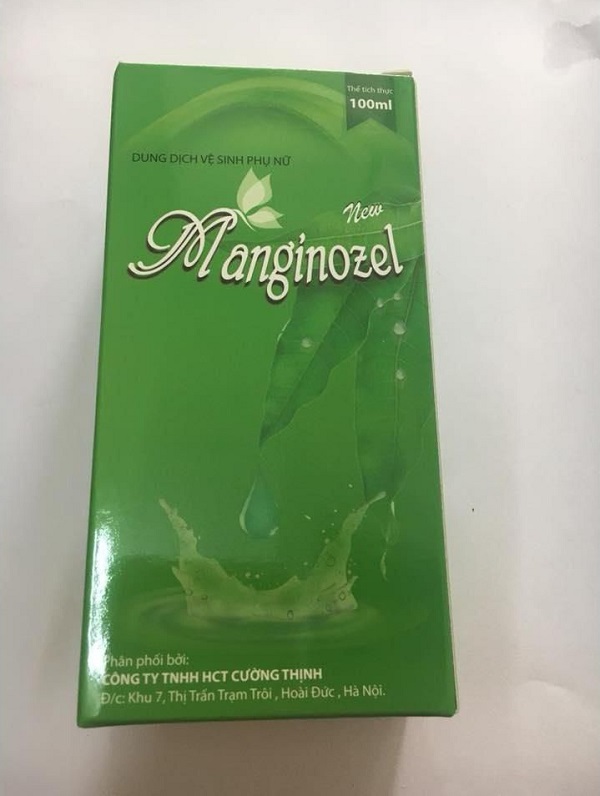 Thể tích thực
100ml
DUNG DỊCH VỆ SINH PHỤ NỮ
New
Manginozel
Phân phối bởi:
CÔNG TY TNHH HCT CƯỜNG THỊNH
Đ/c: Khu 7, Thị Trấn Trạm Trôi , Hoài Đức , Hà Nội.